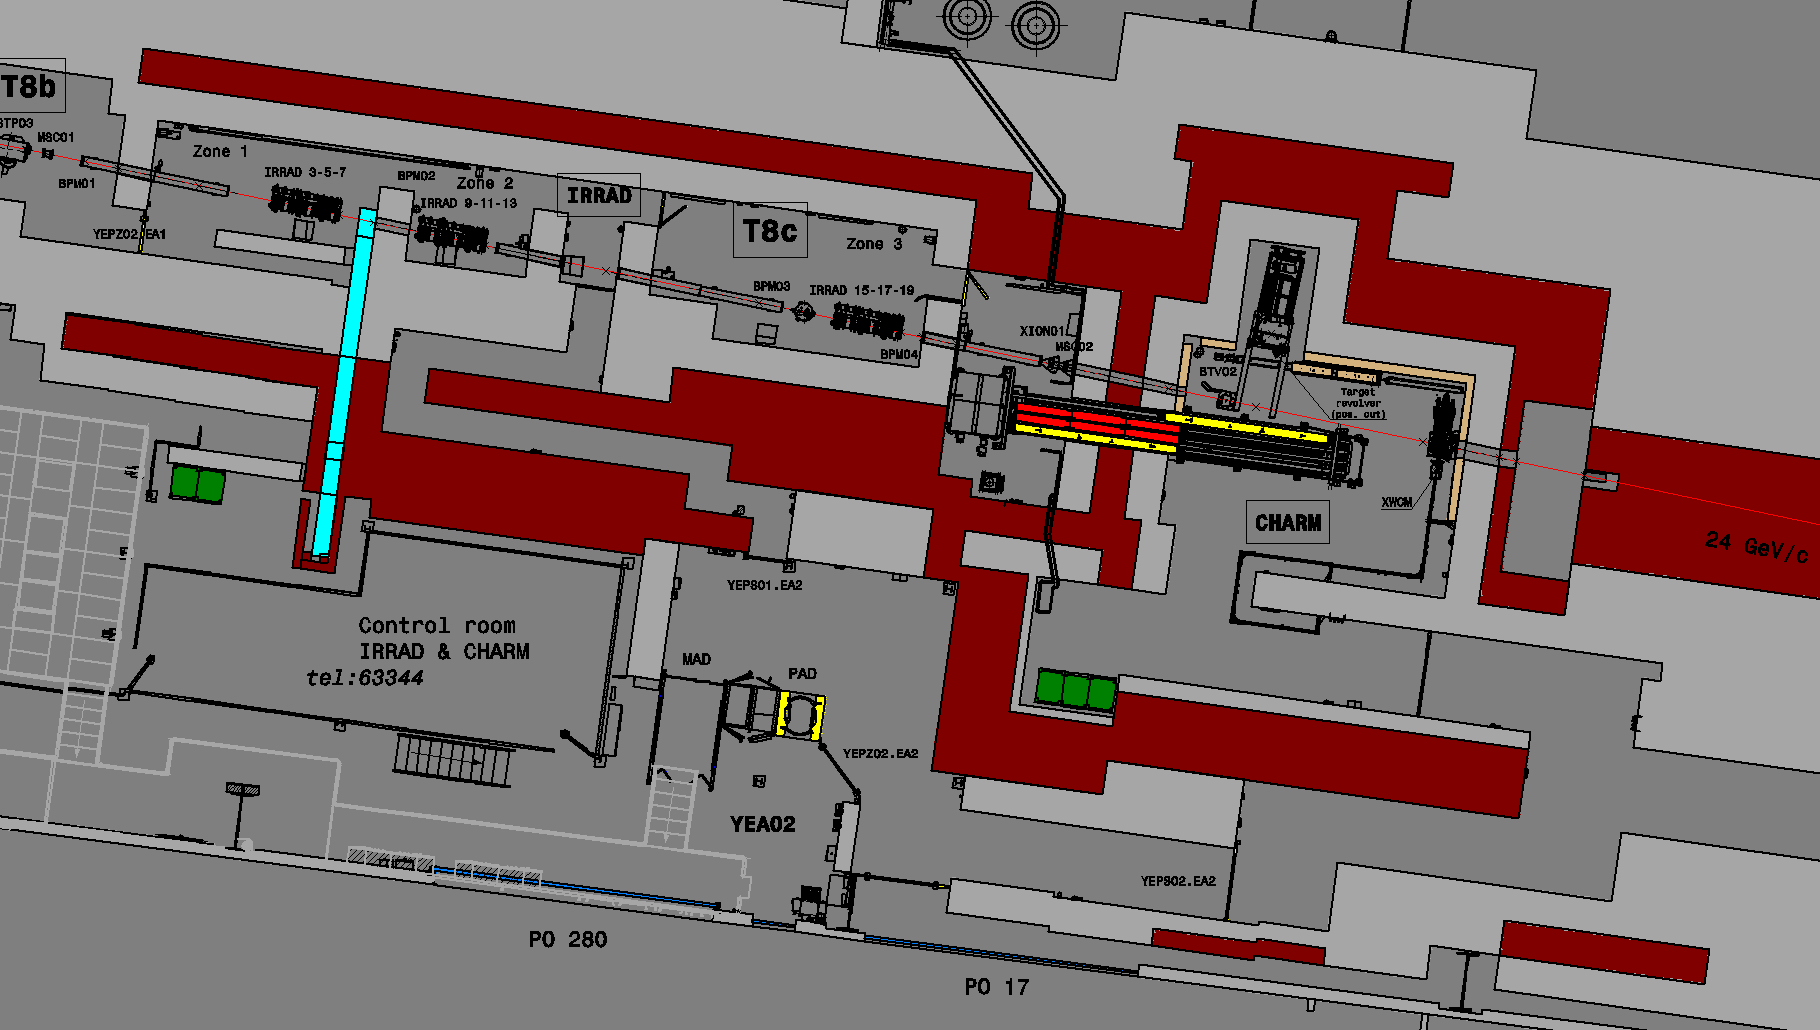 T8b
STP03
MSC01
BPM01
Zone 1
IRRAD 3-5-7
BPM02
Zone 2
IRRAD 9-11-13
IRRAD
YEPZ02.EA1
T8c
Zone 3
BPM03
IRRAD 15-17-19
BPM04
XION01
MSC02
BTV02
Target
revolver
(pos. out)
XWCM
CHARM
24 GeV/c
Control room
IRRAD & CHARM
tel:63344
YEPS01.EA2
MAD
PAD
YEPZ02.EA2
YEA02
YEPS02.EA2
PO 280
PO 17